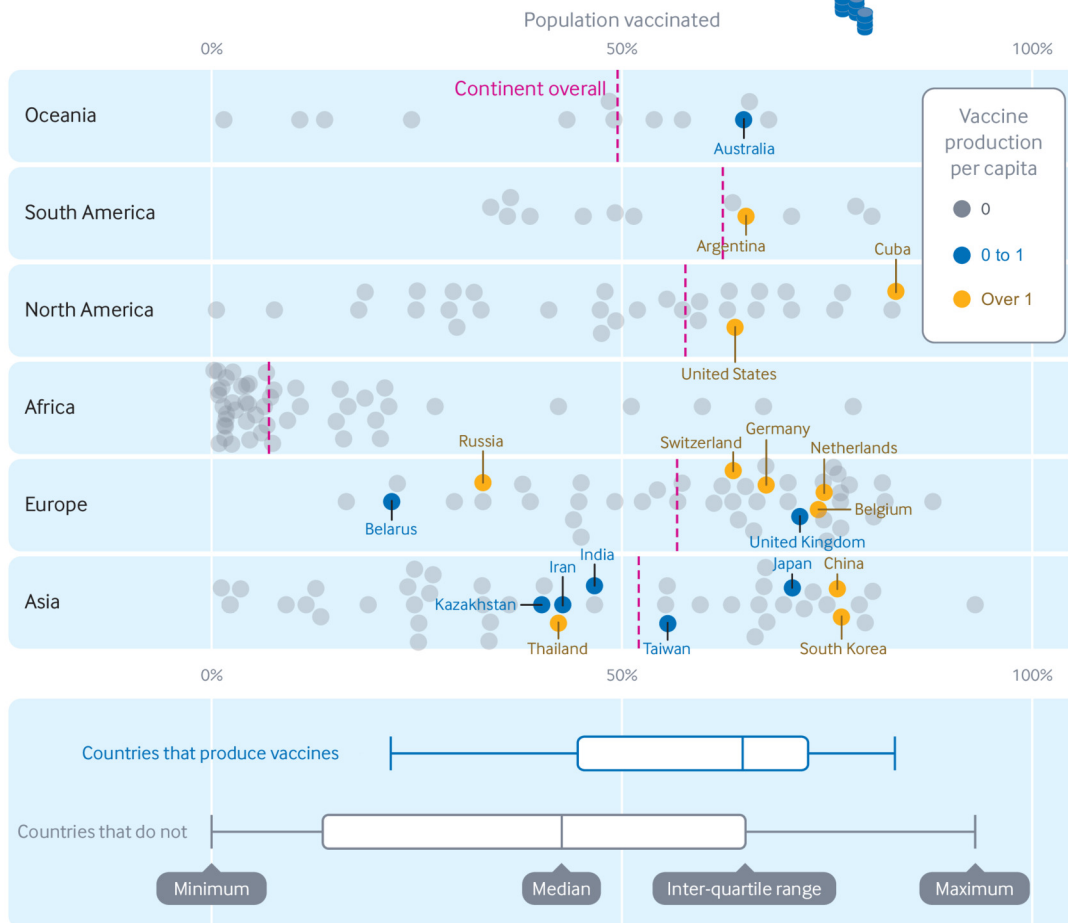 Population vaccinated
0%
50%
100%
Continent overall
Oceania
Australia
Vaccine
production
per capita
0
0 to 1
Over 1
South America
Argentina
Cuba
North America
United States
Africa
Russia
Switzerland
Germany
Netherlands
Europe
Belgium
Belarus
United Kingdom
India
Iran
Japan
China
Asia
Kazakhstan
Thailand
Taiwan
South Korea
0%
50%
100%
Countries that produce vaccines
Countries that do not
Minimum
Median
Inter-quartile range
Maximum